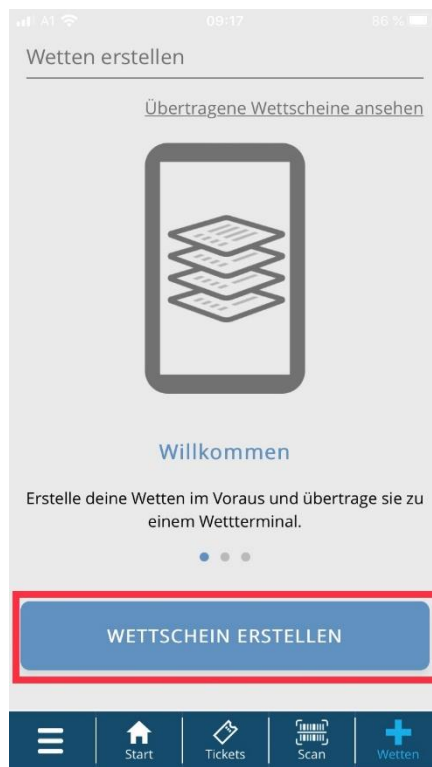 A1 09:17 86 %
Wetten erstellen
Übertragene Wettscheine ansehen
Willkommen
Erstelle deine Wetten im Voraus und übertrage sie zu
einem Wettterminal.
WETTSCHEIN ERSTELLEN
Start Tickets Scan Wetten